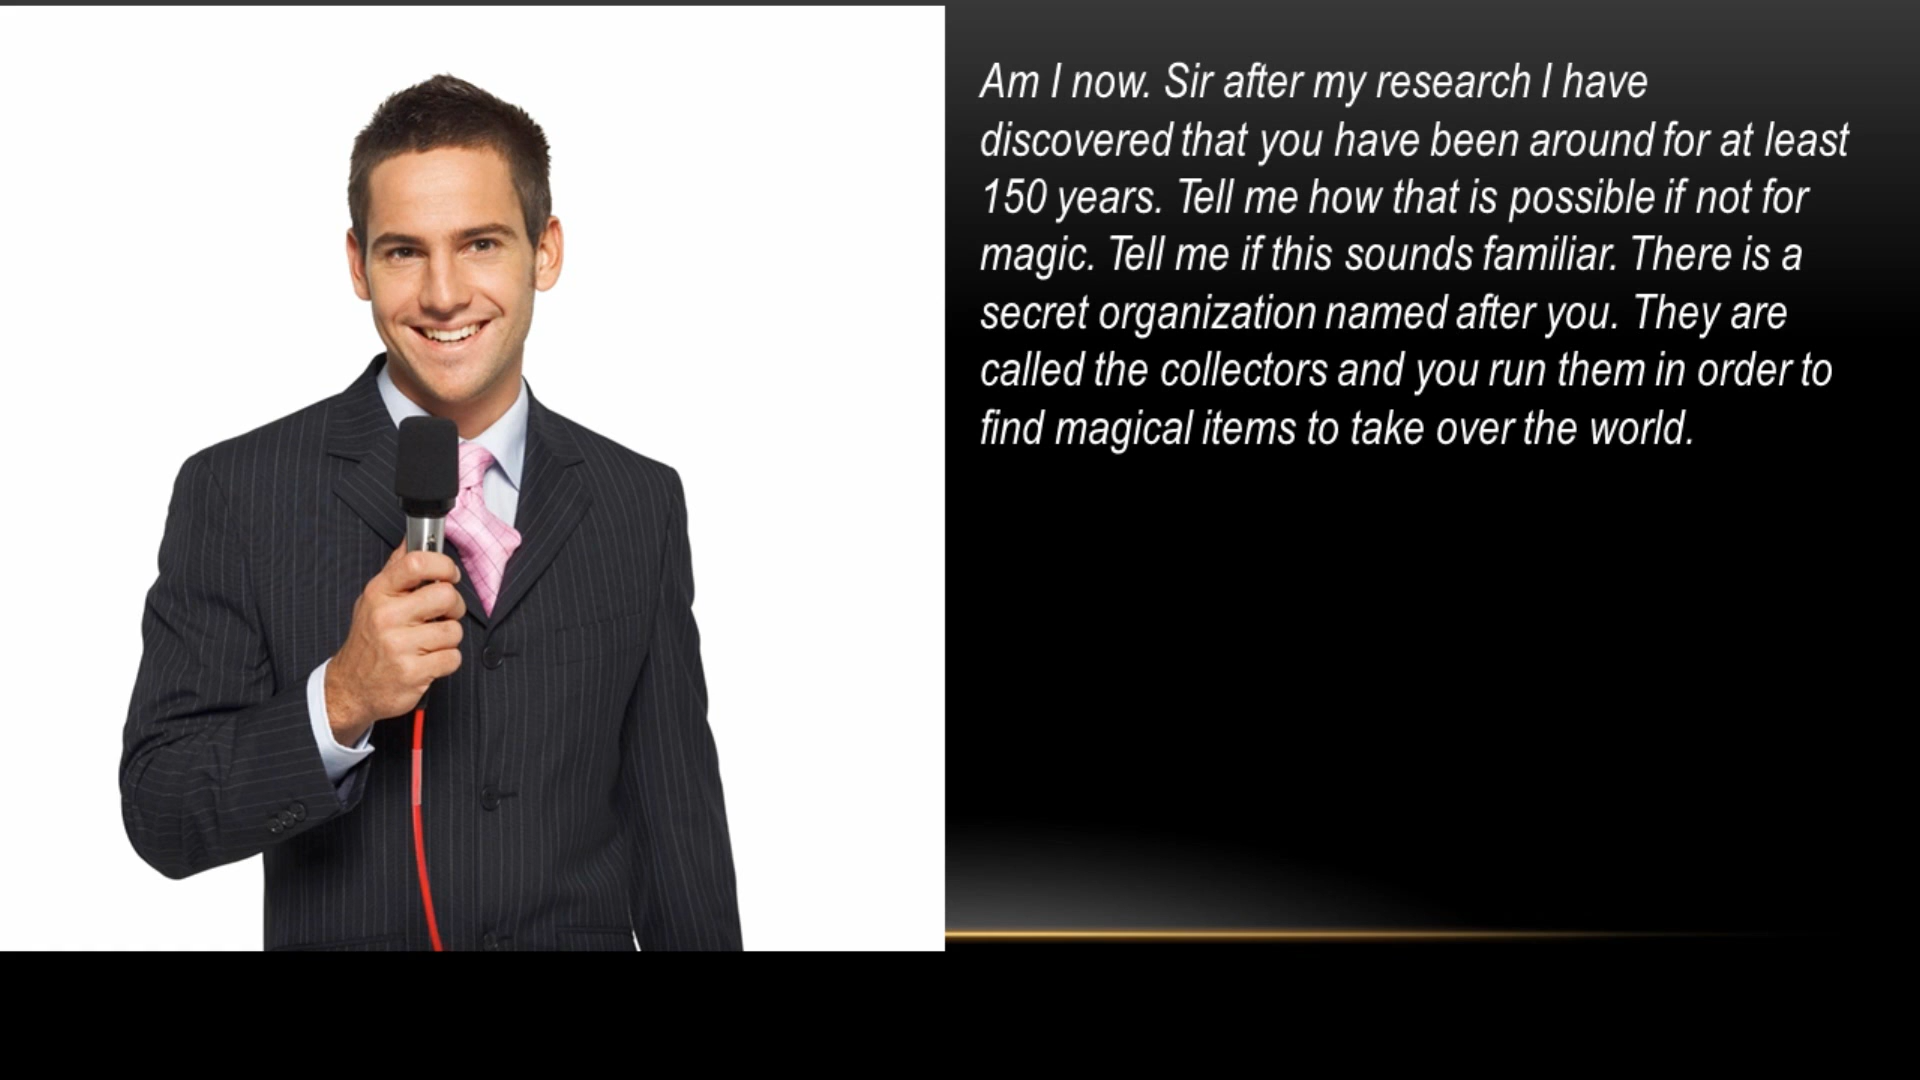 Am I now. Sir after my research I have
discovered that you have been around for at least
150 years. Tell me how that is possible if not for
magic. Tell me if this sounds familiar. There is a
secret organization named after you. They are
called the collectors and you run them in order to
find magical items to take over the world.